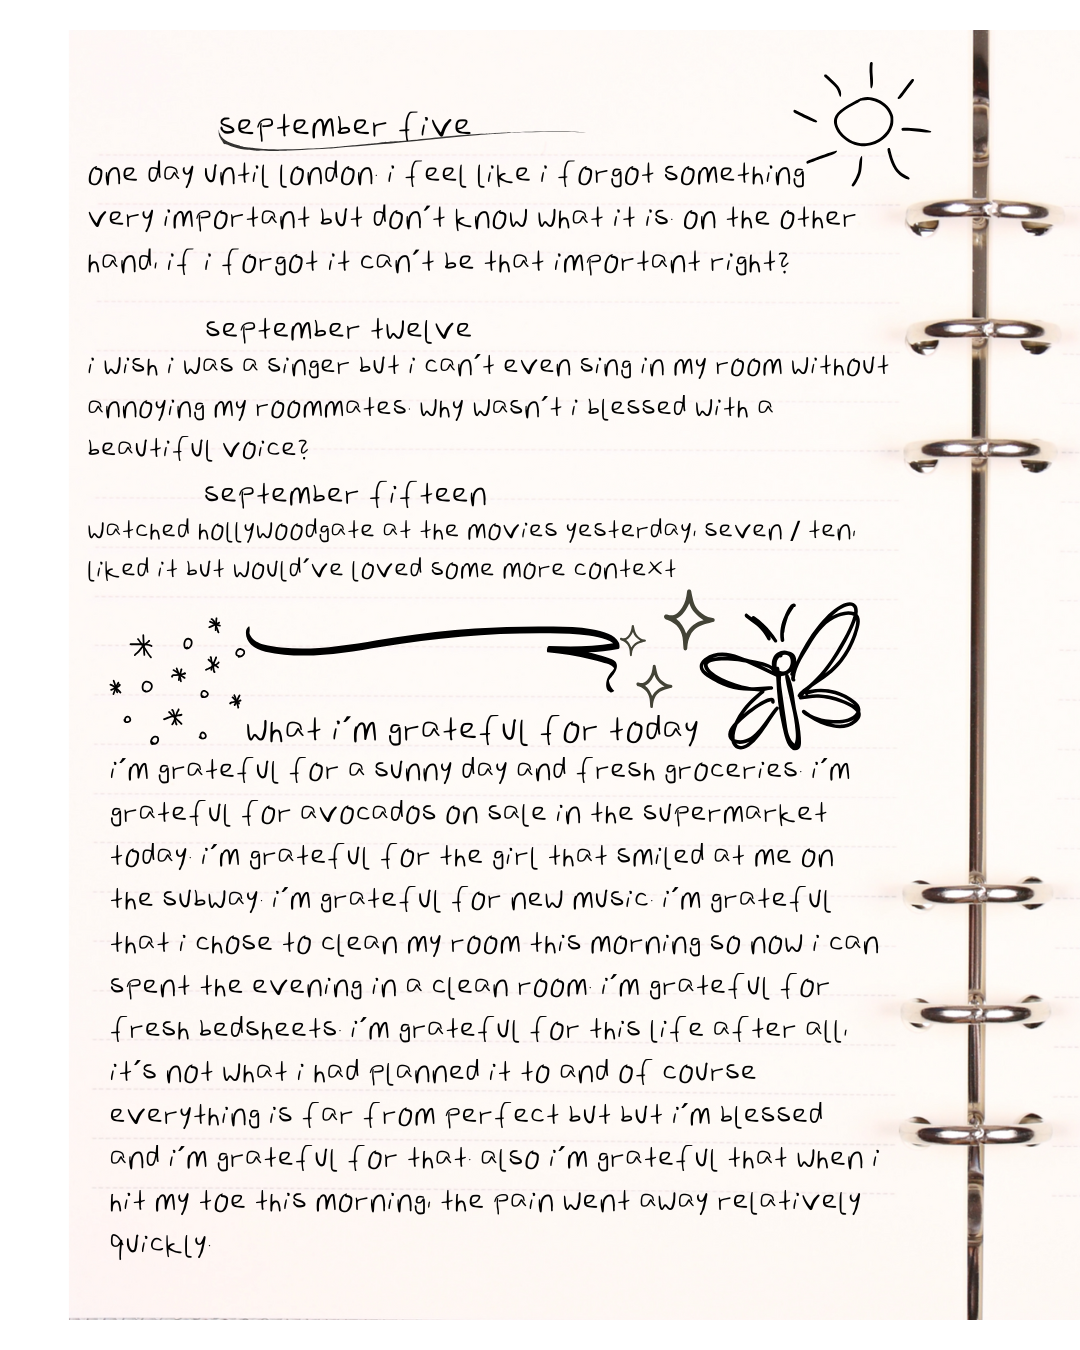 september five
one day until london. i feel like i forgot something
very important but don't know what it is. on the other
hand, if i forgot it can't be that important right?
september twelve
i wish i was a singer but i can't even sing in my room without
annoying my roommates. why wasn't i blessed with a
beautiful voice?
september fifteen
watched hollywoodgate at the movies yesterday, seven / ten,
liked it but would've loved some more context
what i'm grateful for today
i'm grateful for a sunny day and fresh groceries. i'm
grateful for avocados on sale in the supermarket
today. i'm grateful for the girl that smiled at me on
the subway. i'm grateful for new music. i'm grateful
that i chose to clean my room this morning so now i can
spent the evening in a clean room. i'm grateful for
fresh bedsheets. i'm grateful for this life after all,
it's not what i had planned it to and of course
everything is far from perfect but but i'm blessed
and i'm grateful for that. also i'm grateful that when i
hit my toe this morning, the pain went away relatively
quickly.